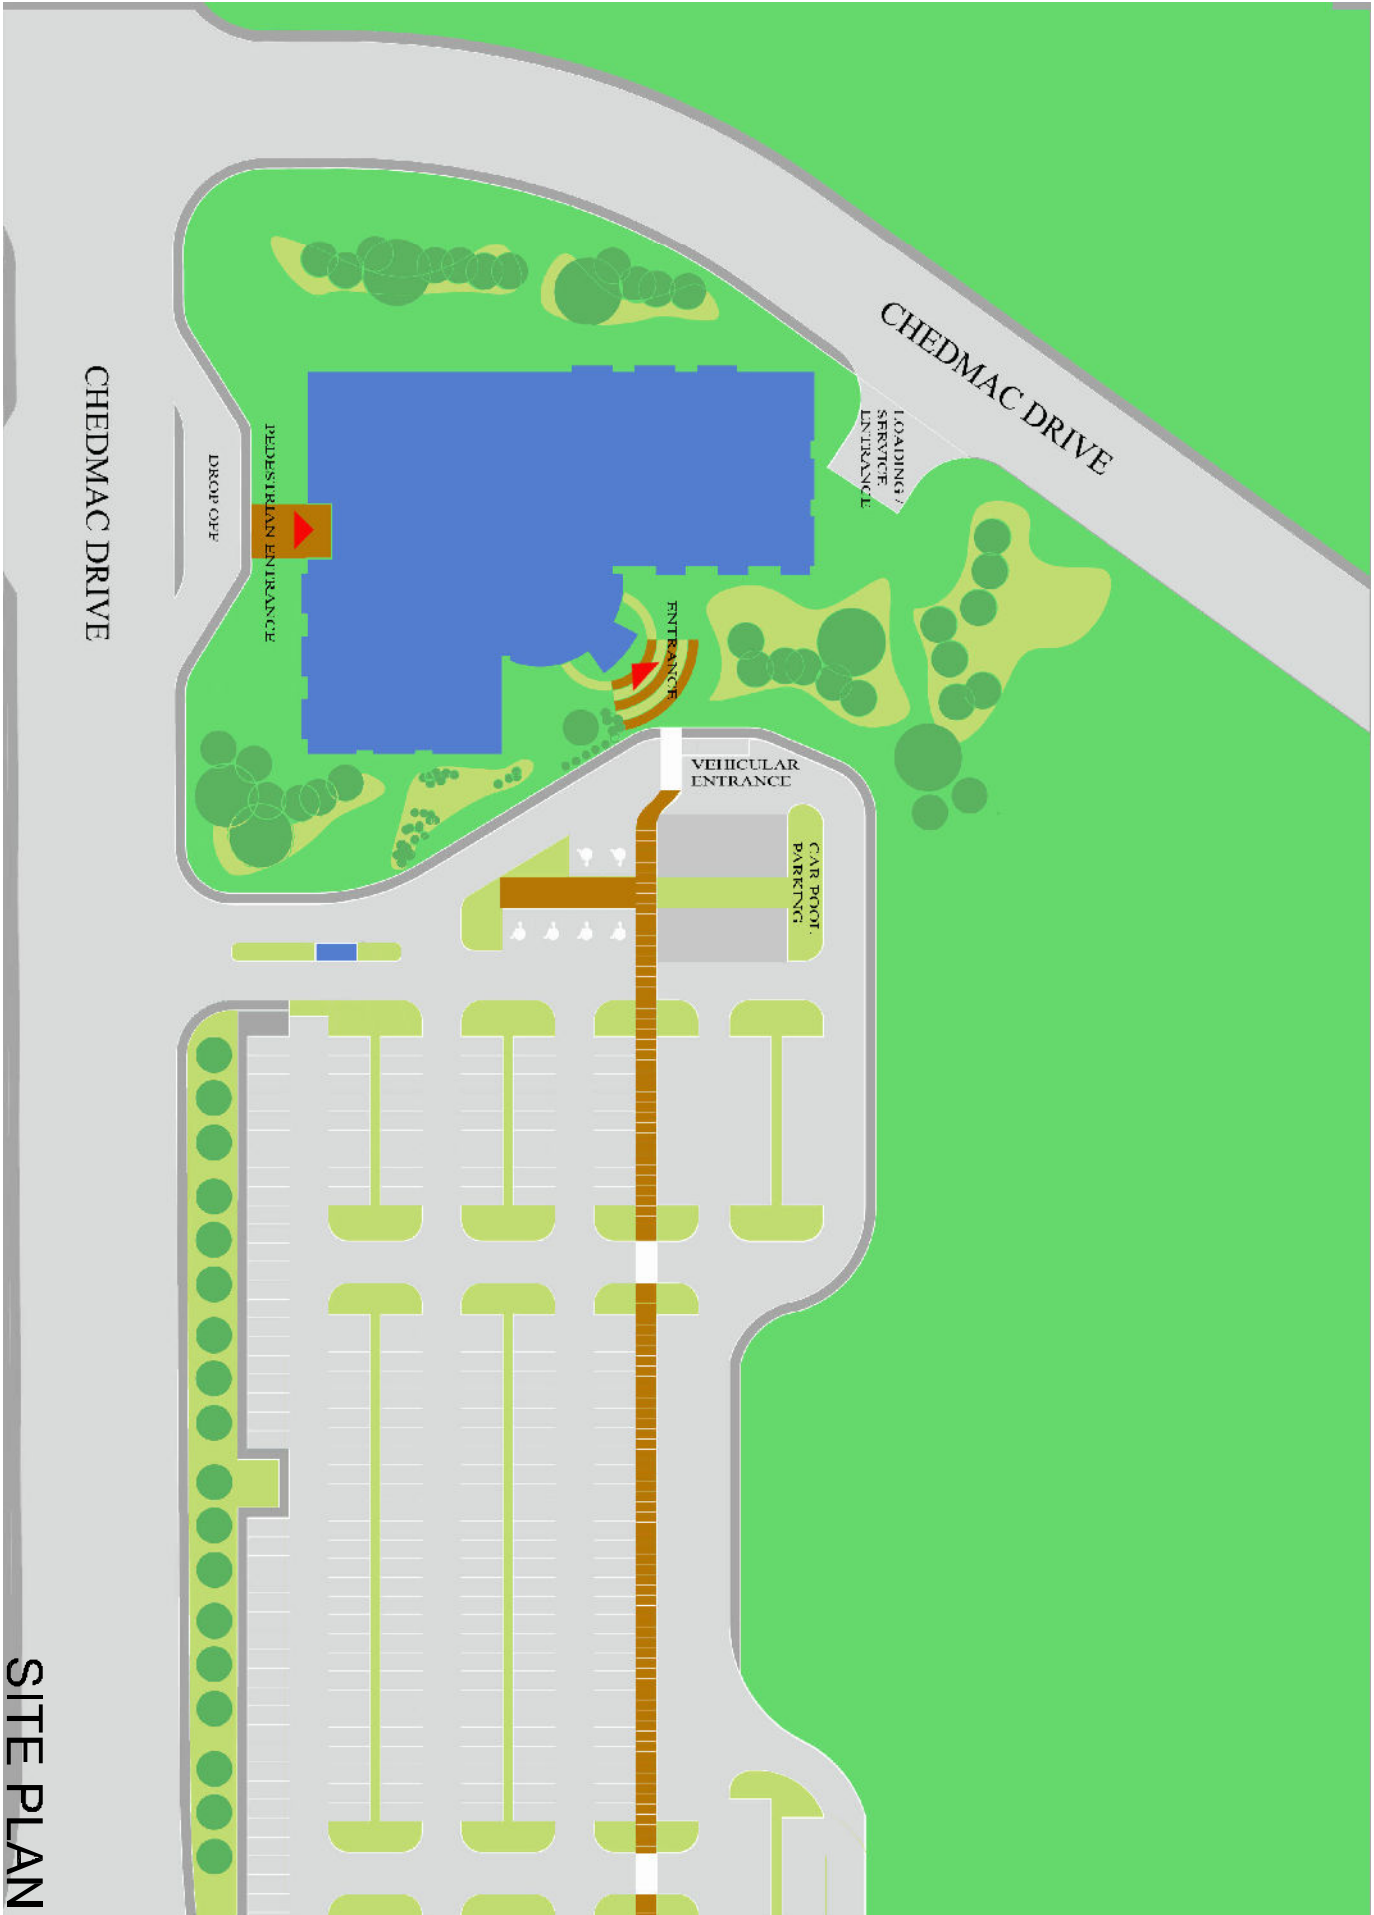 CHEDMAC DRIVE
LOADING /
SERVICE
ENTRANCE
CHEDMAC DRIVE
DROP OFF
PEDESTRIAN ENTRANCE
ENTRANCE
VEHICULAR
ENTRANCE
CAR POOL
PARKING
SITE PLAN